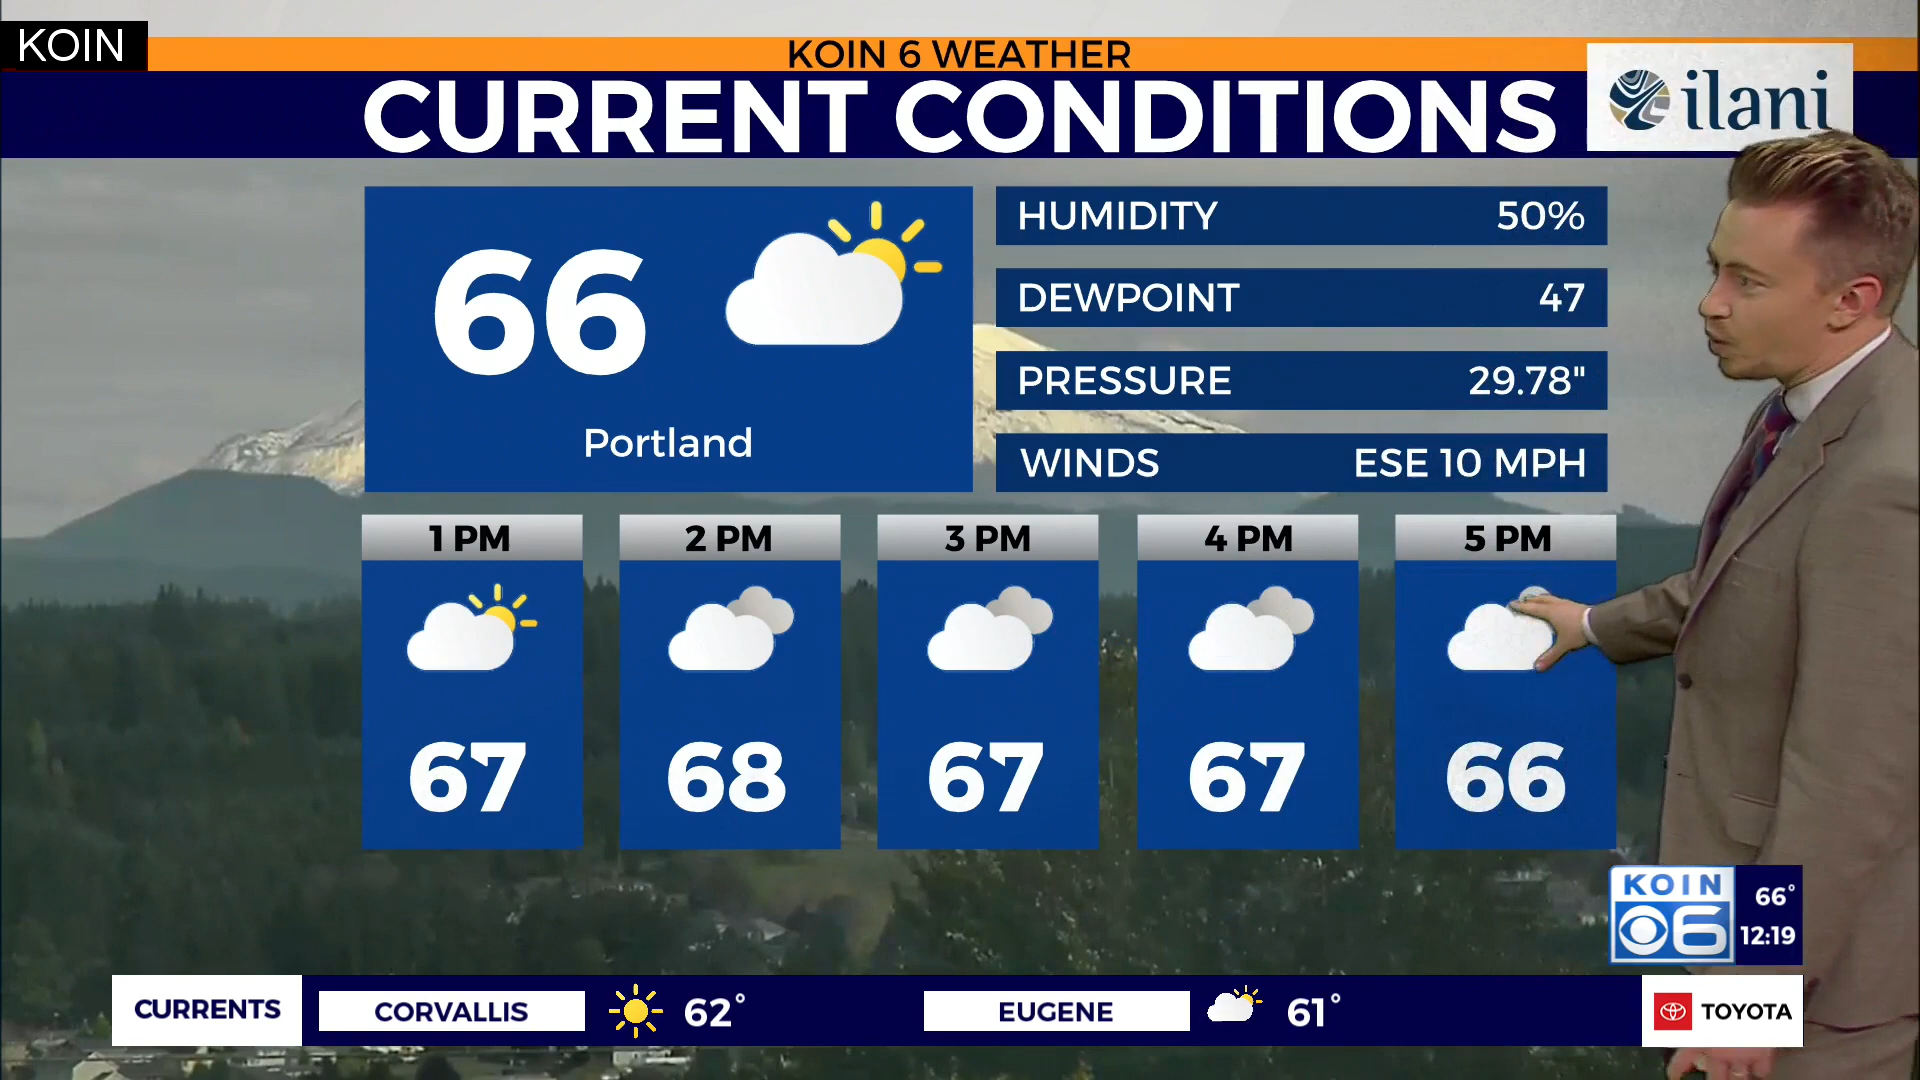 KOIN
KOIN 6 WEATHER
CURRENT CONDITIONS
ilani
66
Portland
HUMIDITY 50%
DEWPOINT 47
PRESSURE 29.78"
WINDS ESE 10 MPH
1 PM 2 PM 3 PM 4 PM 5 PM
67 68 67 67 66
KOIN
6
66°
12:19
CURRENTS CORVALLIS 62° EUGENE 61° TOYOTA